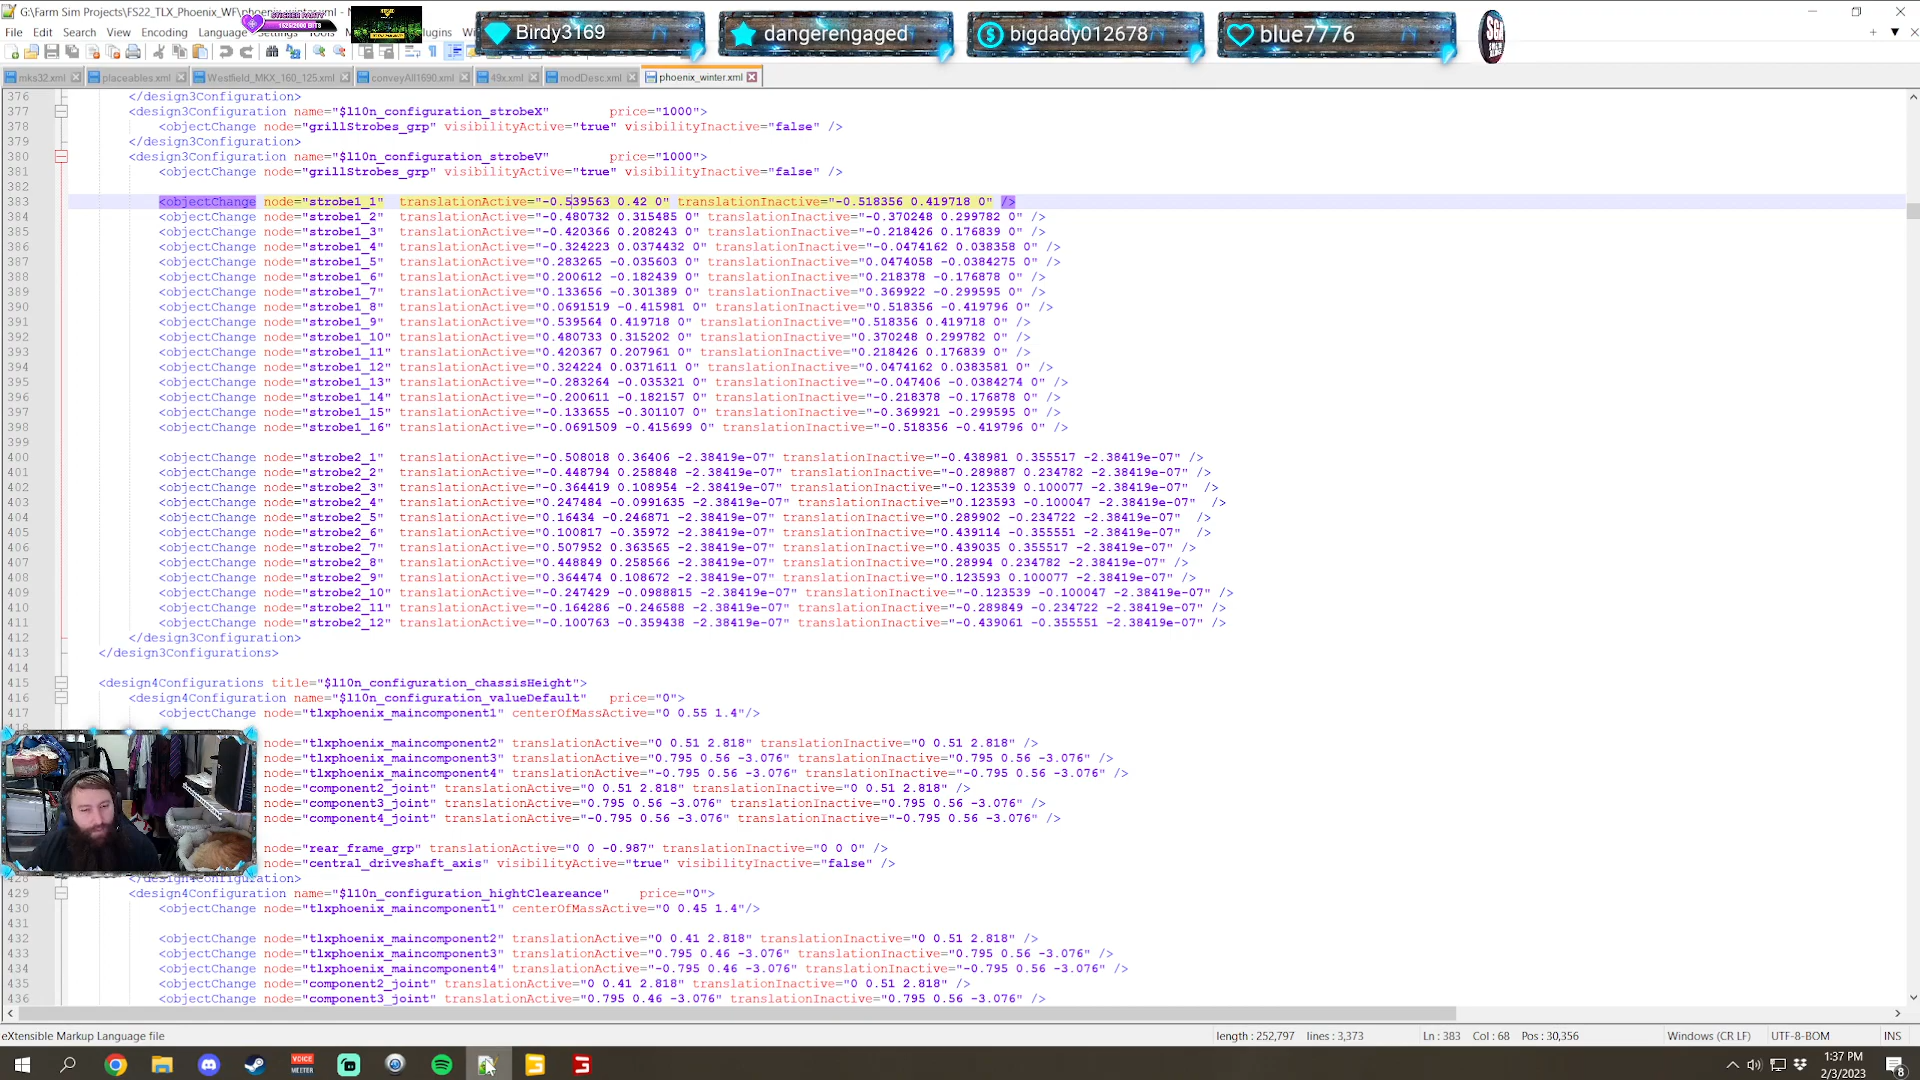 G:\Farm Sim Projects\FS22_TLX_Phoenix_WF\
File Edit Search View Encoding Language
STICKER PARTY
Birdy3169
dangerengaged
bigdady012678
blue7776
mks32.xml placeables.xml Westfield_MKX_160_125.xml conveyAll1690.xml 49x.xml modDesc.xml phoenix_winter.xml
376 </design3Configuration>
377 <design3Configuration name="$l10n_configuration_strobeX" price="1000">
378 <objectChange node="grillStrobes_grp" visibilityActive="true" visibilityInactive="false" />
379 </design3Configuration>
380 <design3Configuration name="$l10n_configuration_strobeV" price="1000">
381 <objectChange node="grillStrobes_grp" visibilityActive="true" visibilityInactive="false" />
382
383 <objectChange node="strobe1_1" translationActive="-0.539563 0.42 0" translationInactive="-0.518356 0.419718 0" />
384 <objectChange node="strobe1_2" translationActive="-0.480732 0.315485 0" translationInactive="-0.370248 0.299782 0" />
385 <objectChange node="strobe1_3" translationActive="-0.420366 0.208243 0" translationInactive="-0.218426 0.176839 0" />
386 <objectChange node="strobe1_4" translationActive="-0.324223 0.0374432 0" translationInactive="-0.0474162 0.038358 0" />
387 <objectChange node="strobe1_5" translationActive="0.283265 -0.035603 0" translationInactive="0.0474058 -0.0384275 0" />
388 <objectChange node="strobe1_6" translationActive="0.200612 -0.182439 0" translationInactive="0.218378 -0.176878 0" />
389 <objectChange node="strobe1_7" translationActive="0.133656 -0.301389 0" translationInactive="0.369922 -0.299595 0" />
390 <objectChange node="strobe1_8" translationActive="0.0691519 -0.415981 0" translationInactive="0.518356 -0.419796 0" />
391 <objectChange node="strobe1_9" translationActive="0.539564 0.419718 0" translationInactive="0.518356 0.419718 0" />
392 <objectChange node="strobe1_10" translationActive="0.480733 0.315202 0" translationInactive="0.370248 0.299782 0" />
393 <objectChange node="strobe1_11" translationActive="0.420367 0.207961 0" translationInactive="0.218426 0.176839 0" />
394 <objectChange node="strobe1_12" translationActive="0.324224 0.0371611 0" translationInactive="0.0474162 0.0383581 0" />
395 <objectChange node="strobe1_13" translationActive="-0.283264 -0.035321 0" translationInactive="-0.047406 -0.0384274 0" />
396 <objectChange node="strobe1_14" translationActive="-0.200611 -0.182157 0" translationInactive="-0.218378 -0.176878 0" />
397 <objectChange node="strobe1_15" translationActive="-0.133655 -0.301107 0" translationInactive="-0.369921 -0.299595 0" />
398 <objectChange node="strobe1_16" translationActive="-0.0691509 -0.415699 0" translationInactive="-0.518356 -0.419796 0" />
399
400 <objectChange node="strobe2_1" translationActive="-0.508018 0.36406 -2.38419e-07" translationInactive="-0.438981 0.355517 -2.38419e-07" />
401 <objectChange node="strobe2_2" translationActive="-0.448794 0.258848 -2.38419e-07" translationInactive="-0.289887 0.234782 -2.38419e-07" />
402 <objectChange node="strobe2_3" translationActive="-0.364419 0.108954 -2.38419e-07" translationInactive="-0.123539 0.100077 -2.38419e-07" />
403 <objectChange node="strobe2_4" translationActive="0.247484 -0.0991635 -2.38419e-07" translationInactive="0.123593 -0.100047 -2.38419e-07" />
404 <objectChange node="strobe2_5" translationActive="0.16434 -0.246871 -2.38419e-07" translationInactive="0.289902 -0.234722 -2.38419e-07" />
405 <objectChange node="strobe2_6" translationActive="0.100817 -0.35972 -2.38419e-07" translationInactive="0.439114 -0.355551 -2.38419e-07" />
406 <objectChange node="strobe2_7" translationActive="0.507952 0.363565 -2.38419e-07" translationInactive="0.439035 0.355517 -2.38419e-07" />
407 <objectChange node="strobe2_8" translationActive="0.448849 0.258566 -2.38419e-07" translationInactive="0.28994 0.234782 -2.38419e-07" />
408 <objectChange node="strobe2_9" translationActive="0.364474 0.108672 -2.38419e-07" translationInactive="0.123593 0.100077 -2.38419e-07" />
409 <objectChange node="strobe2_10" translationActive="-0.247429 -0.0988815 -2.38419e-07" translationInactive="-0.123539 -0.100047 -2.38419e-07" />
410 <objectChange node="strobe2_11" translationActive="-0.164286 -0.246588 -2.38419e-07" translationInactive="-0.289849 -0.234722 -2.38419e-07" />
411 <objectChange node="strobe2_12" translationActive="-0.100763 -0.359438 -2.38419e-07" translationInactive="-0.439061 -0.355551 -2.38419e-07" />
412 </design3Configuration>
413 </design3Configurations>
414
415 <design4Configurations title="$l10n_configuration_chassisHeight">
416 <design4Configuration name="$l10n_configuration_valueDefault" price="0">
417 <objectChange node="tlxphoenix_maincomponent1" centerOfMassActive="0 0.55 1.4"/>
node="tlxphoenix_maincomponent2" translationActive="0 0.51 2.818" translationInactive="0 0.51 2.818" />
node="tlxphoenix_maincomponent3" translationActive="0.795 0.56 -3.076" translationInactive="0.795 0.56 -3.076" />
node="tlxphoenix_maincomponent4" translationActive="-0.795 0.56 -3.076" translationInactive="-0.795 0.56 -3.076" />
node="component2_joint" translationActive="0 0.51 2.818" translationInactive="0 0.51 2.818" />
node="component3_joint" translationActive="0.795 0.56 -3.076" translationInactive="0.795 0.56 -3.076" />
node="component4_joint" translationActive="-0.795 0.56 -3.076" translationInactive="-0.795 0.56 -3.076" />
node="rear_frame_grp" translationActive="0 0 -0.987" translationInactive="0 0 0" />
node="central_driveshaft_axis" visibilityActive="true" visibilityInactive="false" />
</design4Configuration>
429 <design4Configuration name="$l10n_configuration_hightCleareance" price="0">
430 <objectChange node="tlxphoenix_maincomponent1" centerOfMassActive="0 0.45 1.4"/>
431
432 <objectChange node="tlxphoenix_maincomponent2" translationActive="0 0.41 2.818" translationInactive="0 0.51 2.818" />
433 <objectChange node="tlxphoenix_maincomponent3" translationActive="0.795 0.46 -3.076" translationInactive="0.795 0.56 -3.076" />
434 <objectChange node="tlxphoenix_maincomponent4" translationActive="-0.795 0.46 -3.076" translationInactive="-0.795 0.56 -3.076" />
435 <objectChange node="component2_joint" translationActive="0 0.41 2.818" translationInactive="0 0.51 2.818" />
436 <objectChange node="component3_joint" translationActive="0.795 0.46 -3.076" translationInactive="0.795 0.56 -3.076" />
eXtensible Markup Language file length : 252,797 lines : 3,373 Ln : 383 Col : 68 Pos : 30,356 Windows (CR LF) UTF-8-BOM INS
VOICE MEETER
1:37 PM
2/3/2023
8